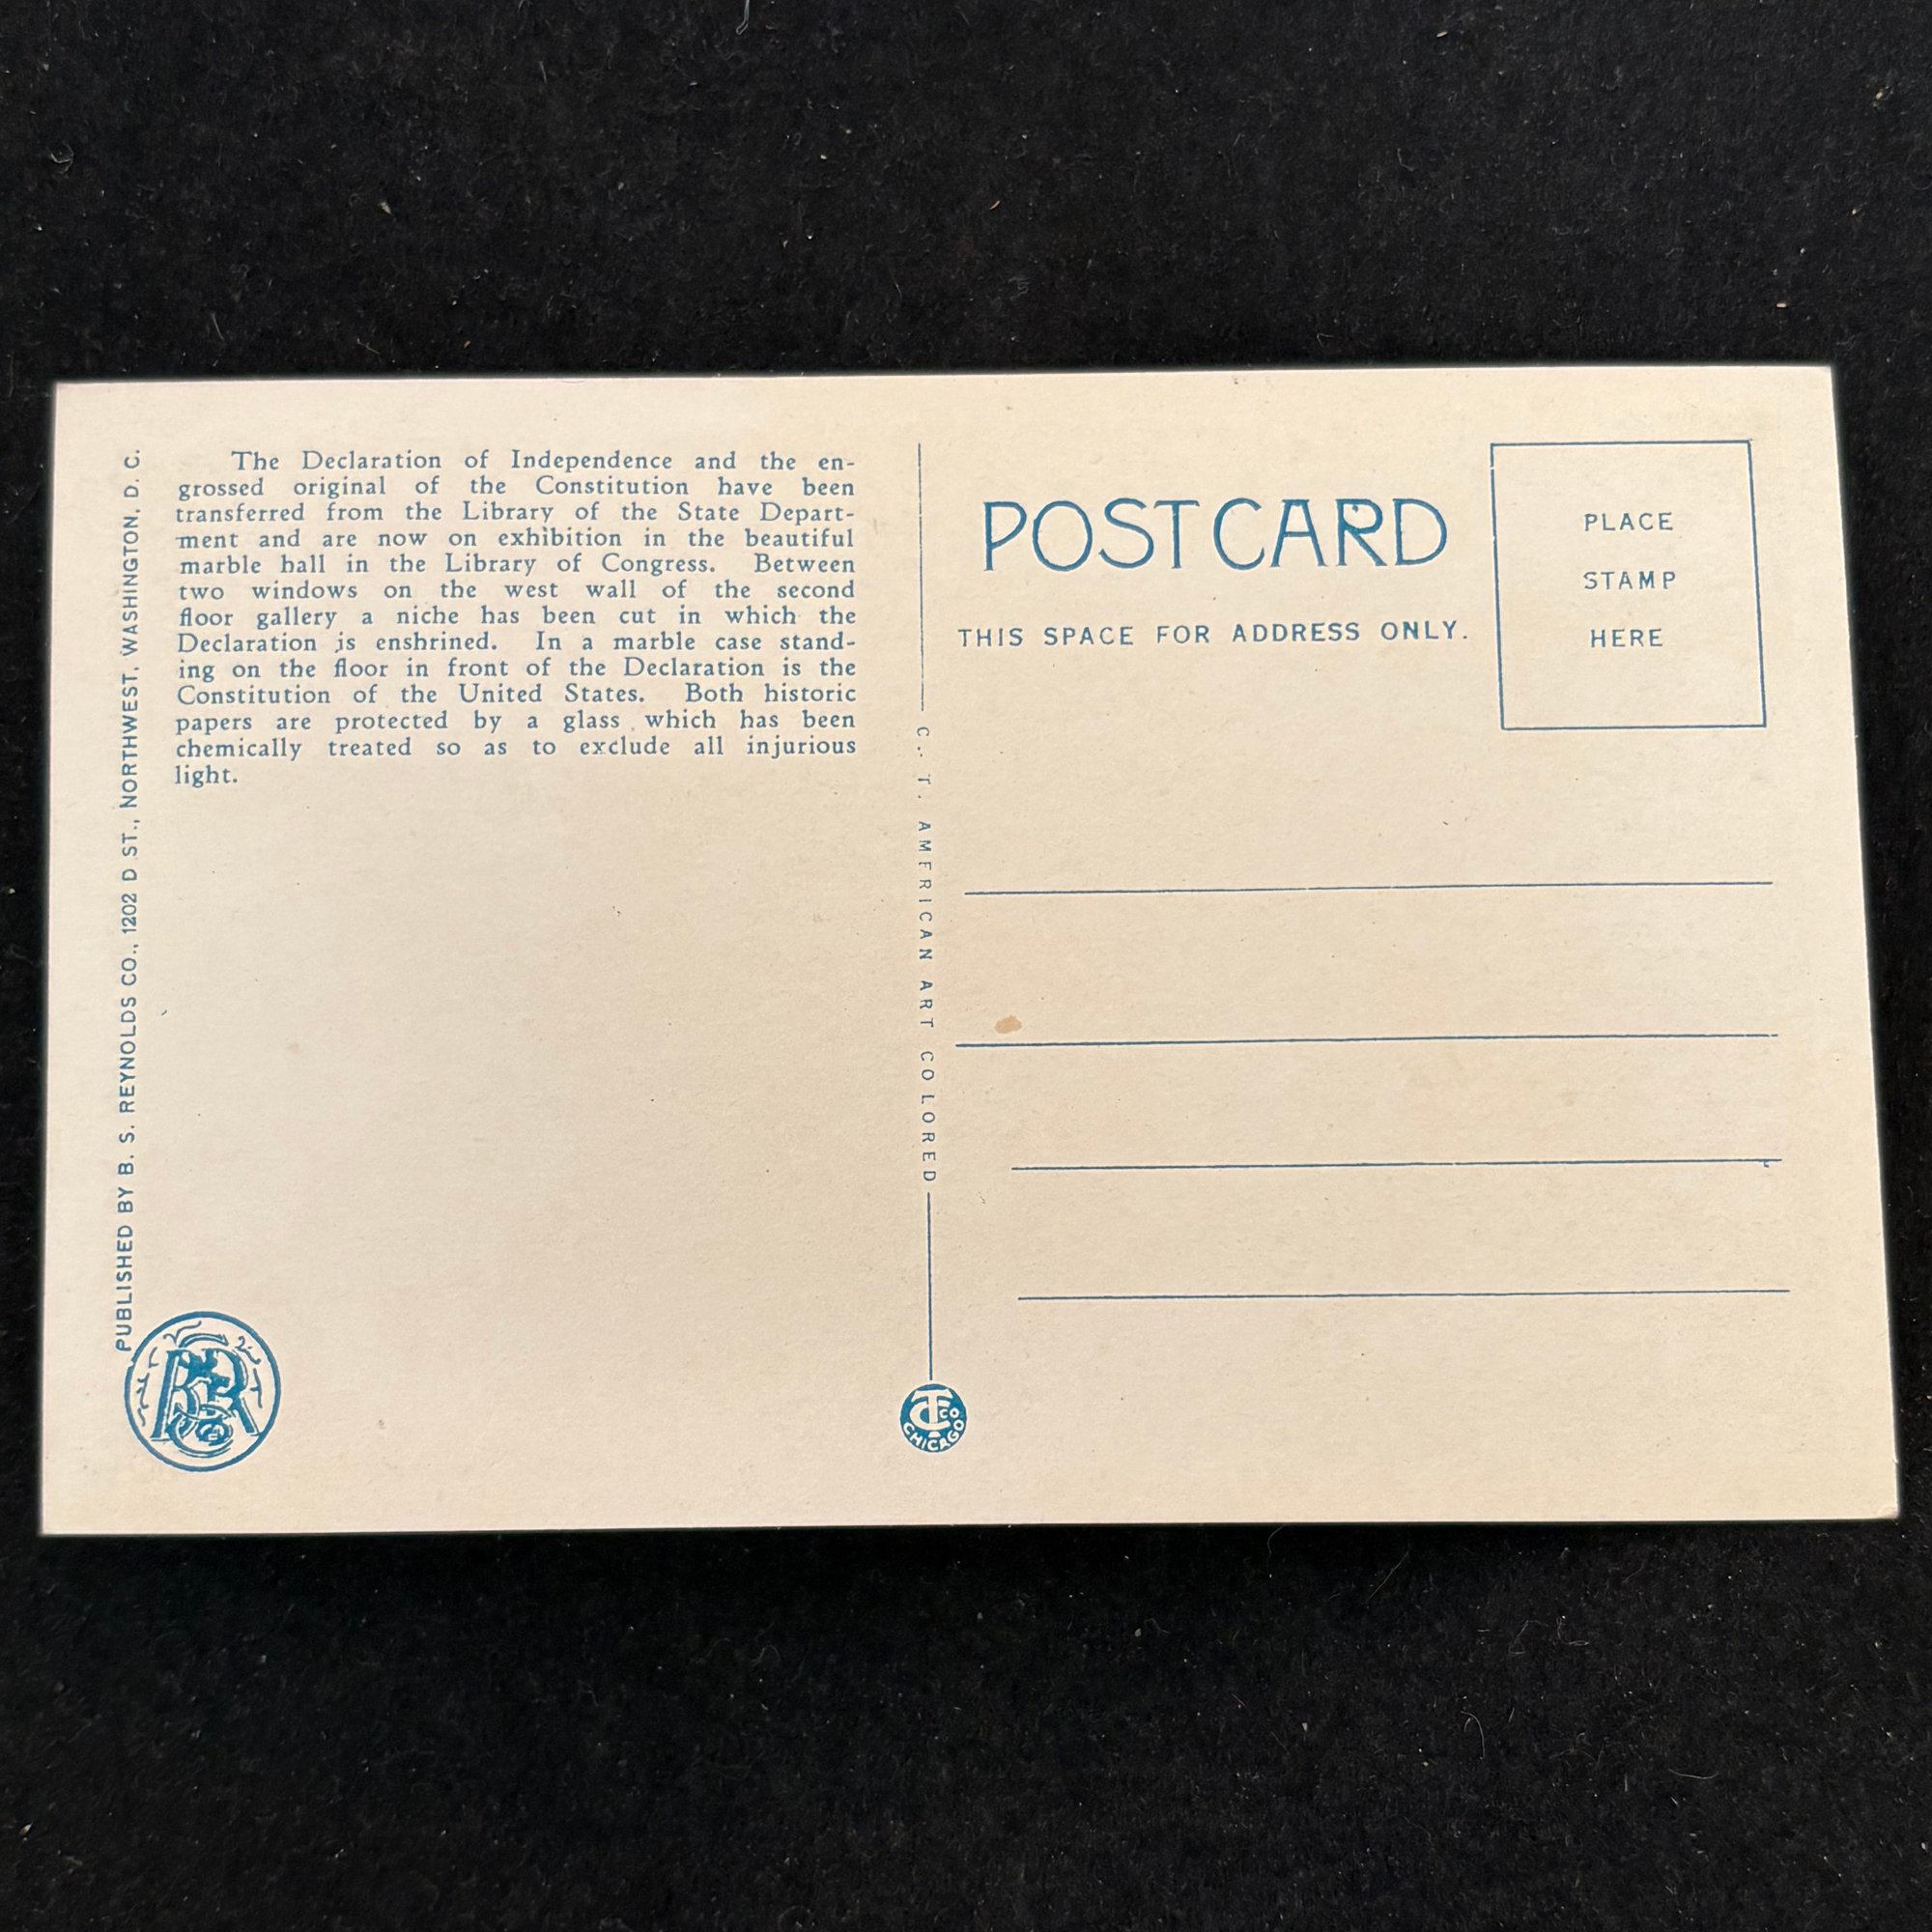 The Declaration of Independence and the en-
grossed original of the Constitution have been
transferred from the Library of the State Depart-
ment and are now on exhibition in the beautiful
marble hall in the Library of Congress. Between
two windows on the west wall of the second
floor gallery a niche has been cut in which the
Declaration is enshrined. In a marble case stand-
ing on the floor in front of the Declaration is the
Constitution of the United States. Both historic
papers are protected by a glass which has been
chemically treated so as to exclude all injurious
light.
PUBLISHED BY B. S. REYNOLDS CO., 1202 D ST., NORTHWEST, WASHINGTON, D. C.
C. T. AMERICAN ART COLORED
CT CO
CHICAGO
POST CARD
THIS SPACE FOR ADDRESS ONLY.
PLACE
STAMP
HERE